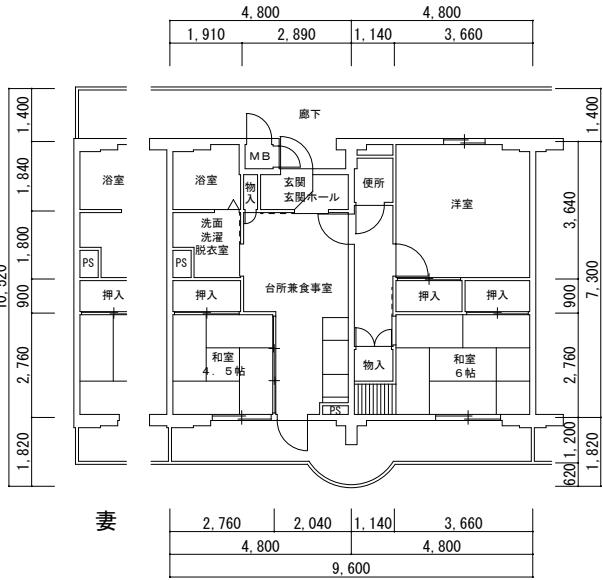 4,800 4,800
1,910 2,890 1,140 3,660
廊下
1,400 1,400
MB
1,840
浴室 浴室 物入 玄関 便所 洋室
玄関ホール
3,640
洗面
洗濯
脱衣室
1,800
PS PS
台所兼食事室
10,520 7,300
900 押入 押入 押入 押入 900
2,760 和室 物入 和室 2,760
4.5帖 6帖
PS
1,820 1,200 1,820
620
妻
2,760 2,040 1,140 3,660
4,800 4,800
9,600